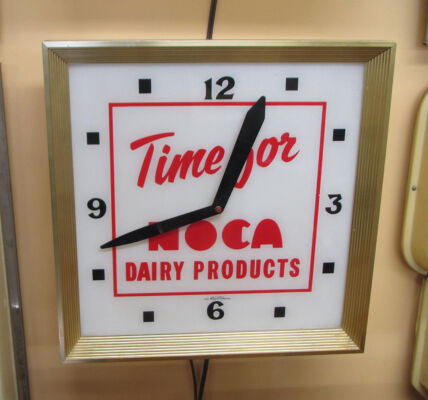 12
Time for
9
3
NOCA
DAIRY PRODUCTS
6